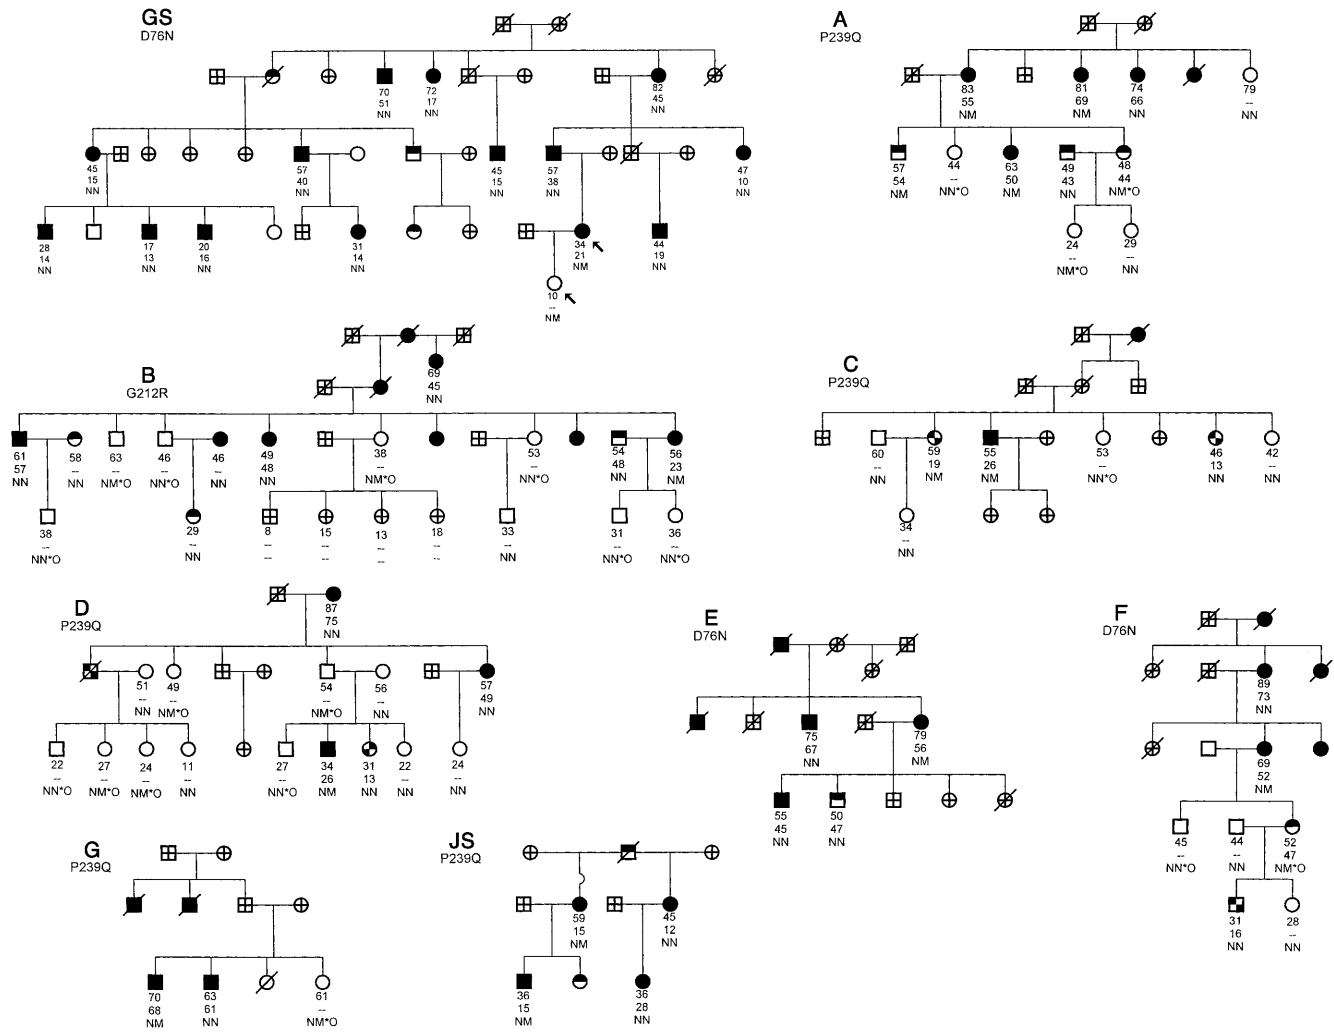 GS
D76N
70
51
NN
72
17
NN
82
45
NN
45
15
NN
57
40
NN
45
15
NN
57
38
NN
47
10
NN
28
14
NN
17
13
NN
20
16
NN
31
14
NN
34
21
NM
44
19
NN
10
--
NM
A
P239Q
83
55
NM
81
69
NM
74
66
NN
79
--
NN
57
54
NM
44
--
NN*O
63
50
NM
49
43
NN
48
44
NM*O
24
--
NM*O
29
--
NN
B
G212R
69
45
NN
61
57
NN
58
--
NN
63
--
NM*O
46
--
NN*O
46
--
NN
49
48
NN
38
--
NM*O
53
--
NN*O
54
48
NN
56
23
NM
38
--
NN*O
29
--
NN
8
--
--
15
--
--
13
--
--
18
--
--
33
--
NN
31
--
NN*O
36
--
NN*O
C
P239Q
60
--
NN
59
19
NM
55
26
NM
53
--
NN*O
46
13
NN
42
--
NN
34
--
NN
D
P239Q
87
75
NN
51
--
NN
49
--
NM*O
54
--
NM*O
56
--
NN
57
49
NN
22
--
NN*O
27
--
NM*O
24
--
NM*O
11
--
NN
27
--
NN*O
34
26
NM
31
13
NN
22
--
NN
24
--
NN
E
D76N
75
67
NN
79
56
NM
55
45
NN
50
47
NN
F
D76N
89
73
NN
69
52
NM
45
--
NN*O
44
--
NN
52
47
NM*O
31
16
NN
28
--
NN
G
P239Q
70
68
NM
63
61
NN
61
--
NM*O
JS
P239Q
59
15
NM
45
12
NN
36
15
NM
36
28
NN